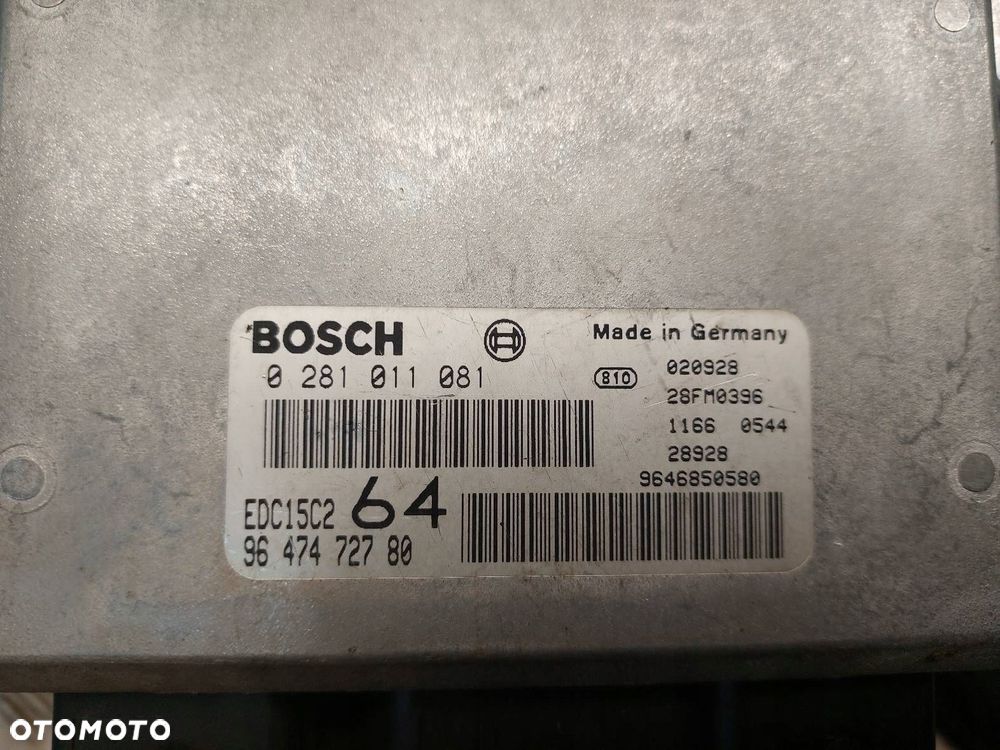 BOSCH
Made in Germany
0 281 011 081
810
020928
28FM0396
1166 0544
28928
9646850580
EDC15C2 64
96 474 727 80
OTOMOTO